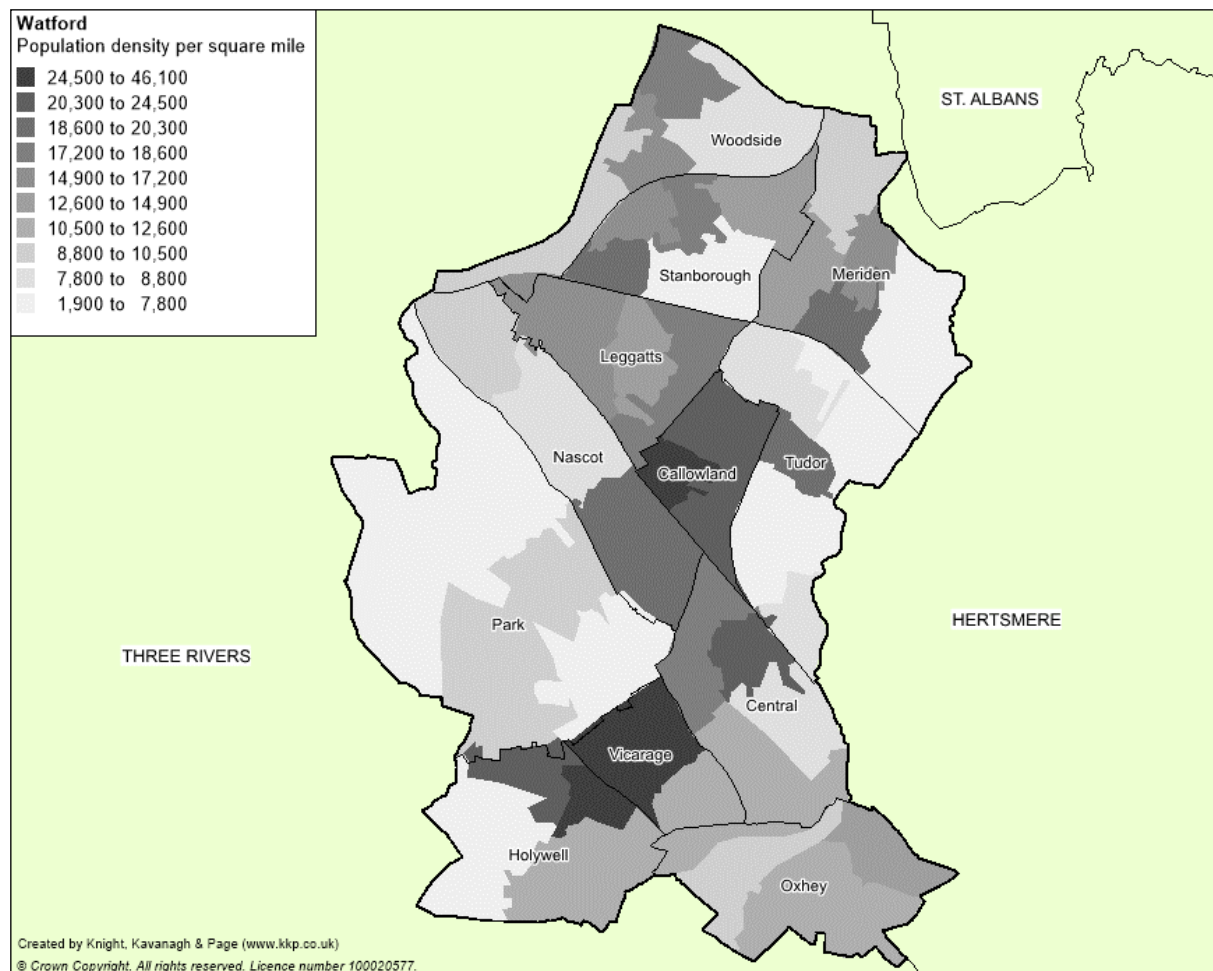 Watford
Population density per square mile
24,500 to 46,100
20,300 to 24,500
18,600 to 20,300
17,200 to 18,600
14,900 to 17,200
12,600 to 14,900
10,500 to 12,600
8,800 to 10,500
7,800 to 8,800
1,900 to 7,800
ST. ALBANS
Woodside
Stanborough
Meriden
Leggatts
Nascot
Callowland
Tudor
Park
HERTSMERE
THREE RIVERS
Central
Vicarage
Holywell
Oxhey
Created by Knight, Kavanagh & Page (www.kkp.co.uk)
© Crown Copyright. All rights reserved. Licence number 100020577.